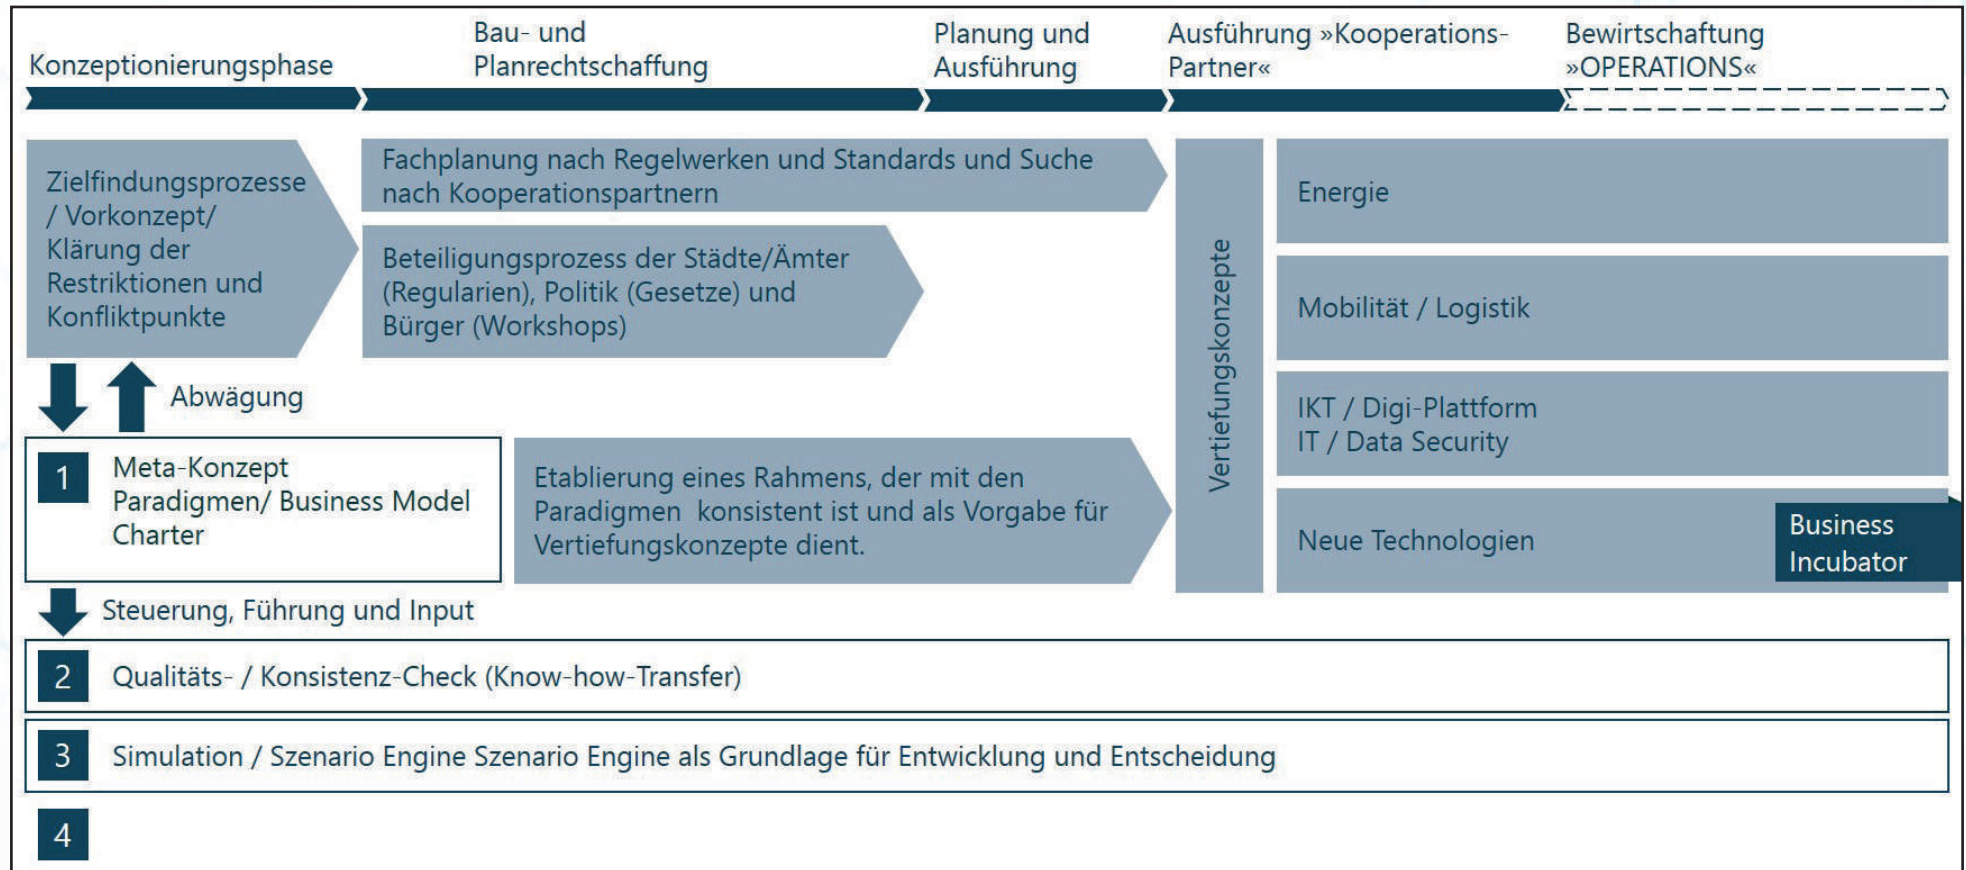 Konzeptionierungsphase
Bau- und
Planrechtschaffung
Planung und
Ausführung
Ausführung »Kooperations-
Partner«
Bewirtschaftung
»OPERATIONS«
Zielfindungsprozesse
/ Vorkonzept/
Klärung der
Restriktionen und
Konfliktpunkte
Fachplanung nach Regelwerken und Standards und Suche
nach Kooperationspartnern
Beteiligungsprozess der Städte/Ämter
(Regularien), Politik (Gesetze) und
Bürger (Workshops)
Vertiefungskonzepte
Energie
Mobilität / Logistik
IKT / Digi-Plattform
IT / Data Security
Neue Technologien
Business
Incubator
Abwägung
1
Meta-Konzept
Paradigmen/ Business Model
Charter
Etablierung eines Rahmens, der mit den
Paradigmen konsistent ist und als Vorgabe für
Vertiefungskonzepte dient.
Steuerung, Führung und Input
2 Qualitäts- / Konsistenz-Check (Know-how-Transfer)
3 Simulation / Szenario Engine Szenario Engine als Grundlage für Entwicklung und Entscheidung
4